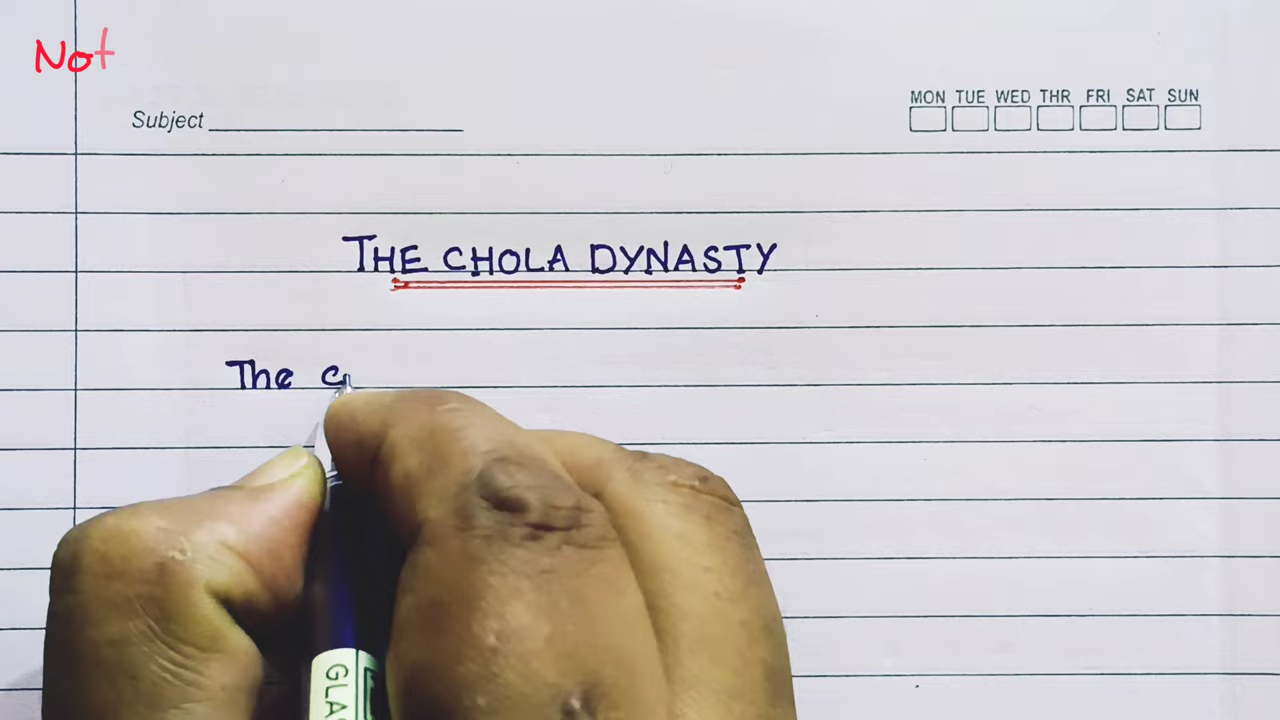 Not
Subject
MON TUE WED THR FRI SAT SUN
THE CHOLA DYNASTY
The c
GLA